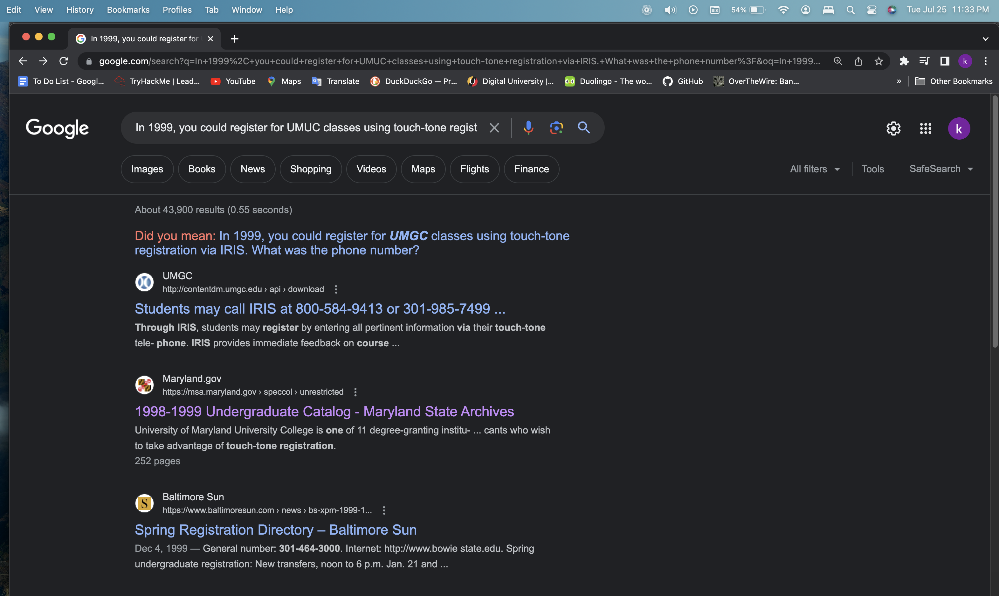 Edit View History Bookmarks Profiles Tab Window Help 54% Tue Jul 25 11:33 PM
In 1999, you could register for
google.com/search?q=In+1999%2C+you+could+register+for+UMUC+classes+using+touch-tone+registration+via+IRIS.+What+was+the+phone+number%3F&oq=In+1999... k
To Do List - Googl... TryHackMe | Lead... YouTube Maps Translate DuckDuckGo — Pr... Digital University |... Duolingo - The wo... GitHub OverTheWire: Ban... » Other Bookmarks
Google In 1999, you could register for UMUC classes using touch-tone regist k
Images Books News Shopping Videos Maps Flights Finance All filters Tools SafeSearch
About 43,900 results (0.55 seconds)
Did you mean: In 1999, you could register for UMGC classes using touch-tone
registration via IRIS. What was the phone number?
UMGC
http://contentdm.umgc.edu › api › download
Students may call IRIS at 800-584-9413 or 301-985-7499 ...
Through IRIS, students may register by entering all pertinent information via their touch-tone
tele- phone. IRIS provides immediate feedback on course ...
Maryland.gov
https://msa.maryland.gov › speccol › unrestricted
1998-1999 Undergraduate Catalog - Maryland State Archives
University of Maryland University College is one of 11 degree-granting institu- ... cants who wish
to take advantage of touch-tone registration.
252 pages
S
Baltimore Sun
https://www.baltimoresun.com › news › bs-xpm-1999-1...
Spring Registration Directory – Baltimore Sun
Dec 4, 1999 — General number: 301-464-3000. Internet: http://www.bowie state.edu. Spring
undergraduate registration: New transfers, noon to 6 p.m. Jan. 21 and ...